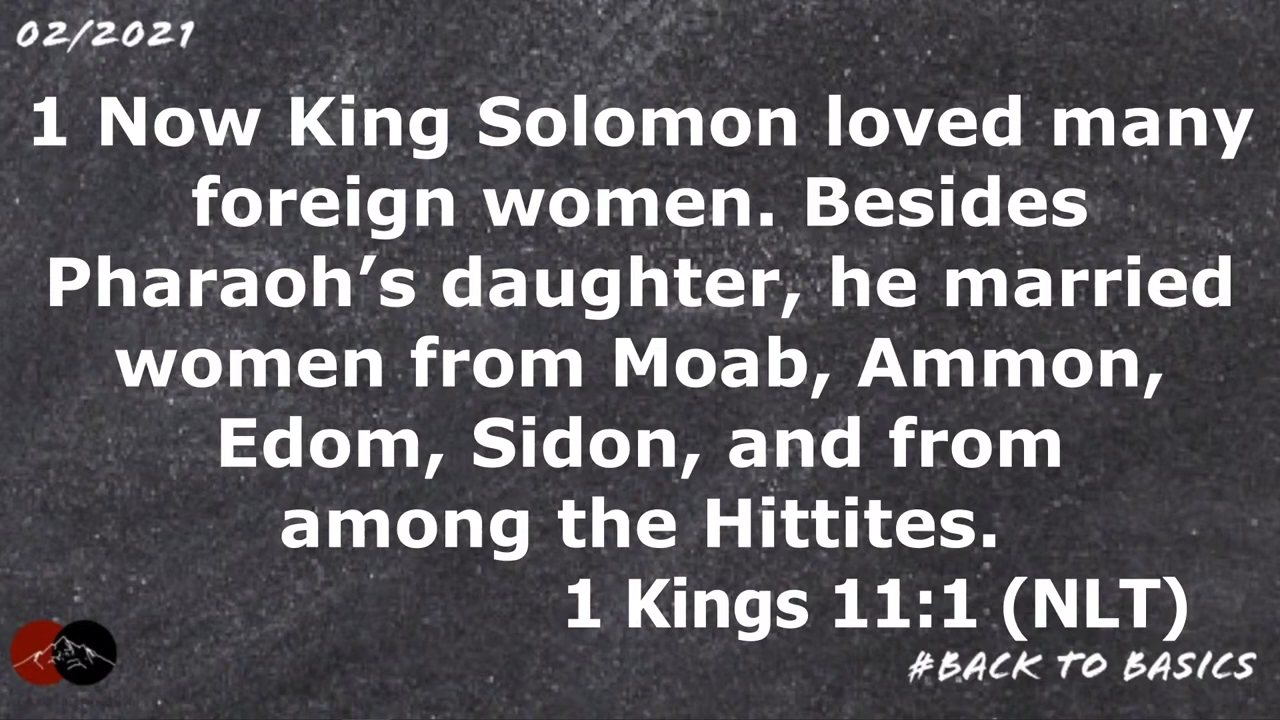 02/2021
1 Now King Solomon loved many
foreign women. Besides
Pharaoh’s daughter, he married
women from Moab, Ammon,
Edom, Sidon, and from
among the Hittites.
1 Kings 11:1 (NLT)
#BACK TO BASICS